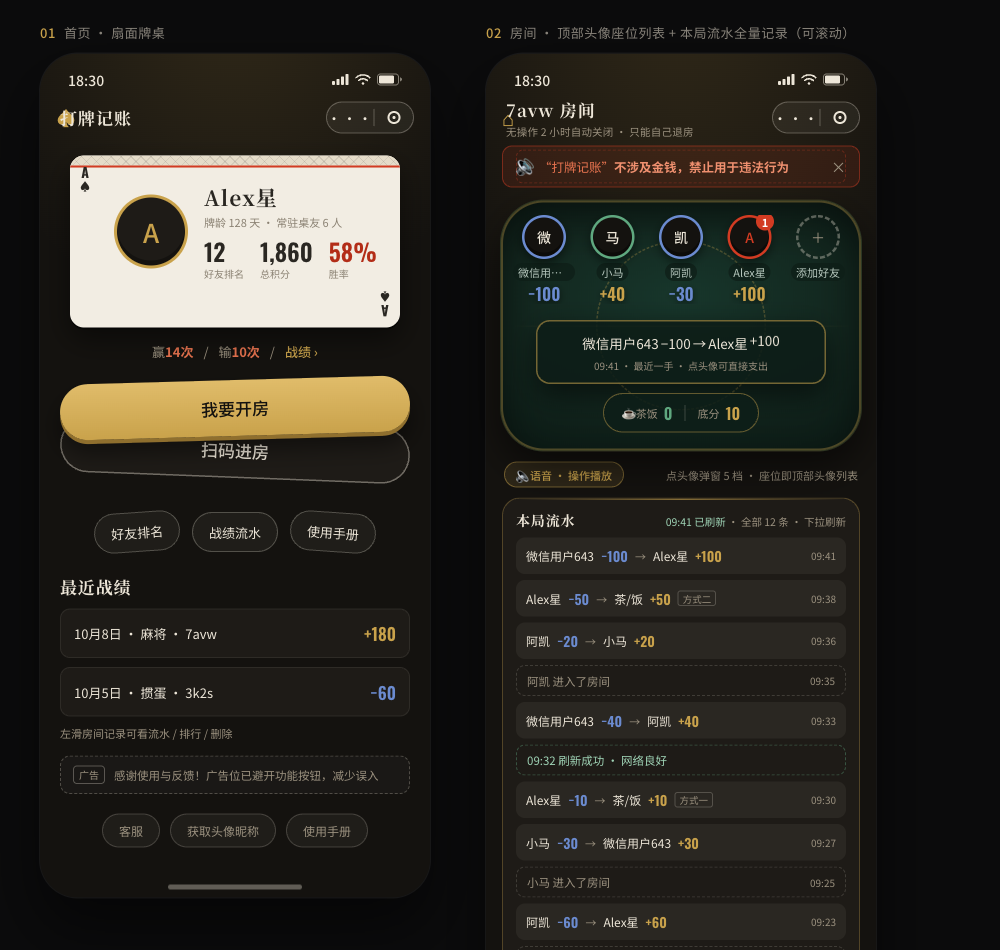 01 首页 · 扇面牌桌
18:30
打牌记账
A
Alex星
牌龄 128 天 · 常驻桌友 6 人
A
12 1,860 58%
好友排名 总积分 胜率
A
赢14次 / 输10次 / 战绩 ›
我要开房
扫码进房
好友排名 战绩流水 使用手册
最近战绩
10月8日 · 麻将 · 7avw +180
10月5日 · 掼蛋 · 3k2s -60
左滑房间记录可看流水 / 排行 / 删除
广告 感谢使用与反馈！广告位已避开功能按钮，减少误入
客服 获取头像昵称 使用手册
02 房间 · 顶部头像座位列表 + 本局流水全量记录（可滚动）
18:30
7avw 房间
无操作 2 小时自动关闭 · 只能自己退房
“打牌记账”不涉及金钱，禁止用于违法行为
微 马 凯 A 1 +
微信用… 小马 阿凯 Alex星 添加好友
-100 +40 -30 +100
微信用户643 -100 → Alex星 +100
09:41 · 最近一手 · 点头像可直接支出
茶饭 0 底分 10
语音 · 操作播放 点头像弹窗 5 档 · 座位即顶部头像列表
本局流水 09:41 已刷新 · 全部 12 条 · 下拉刷新
微信用户643 -100 → Alex星 +100 09:41
Alex星 -50 → 茶/饭 +50 方式二 09:38
阿凯 -20 → 小马 +20 09:36
阿凯 进入了房间 09:35
微信用户643 -40 → 阿凯 +40 09:33
09:32 刷新成功 · 网络良好
Alex星 -10 → 茶/饭 +10 方式一 09:30
小马 -30 → 微信用户643 +30 09:27
小马 进入了房间 09:25
阿凯 -60 → Alex星 +60 09:23